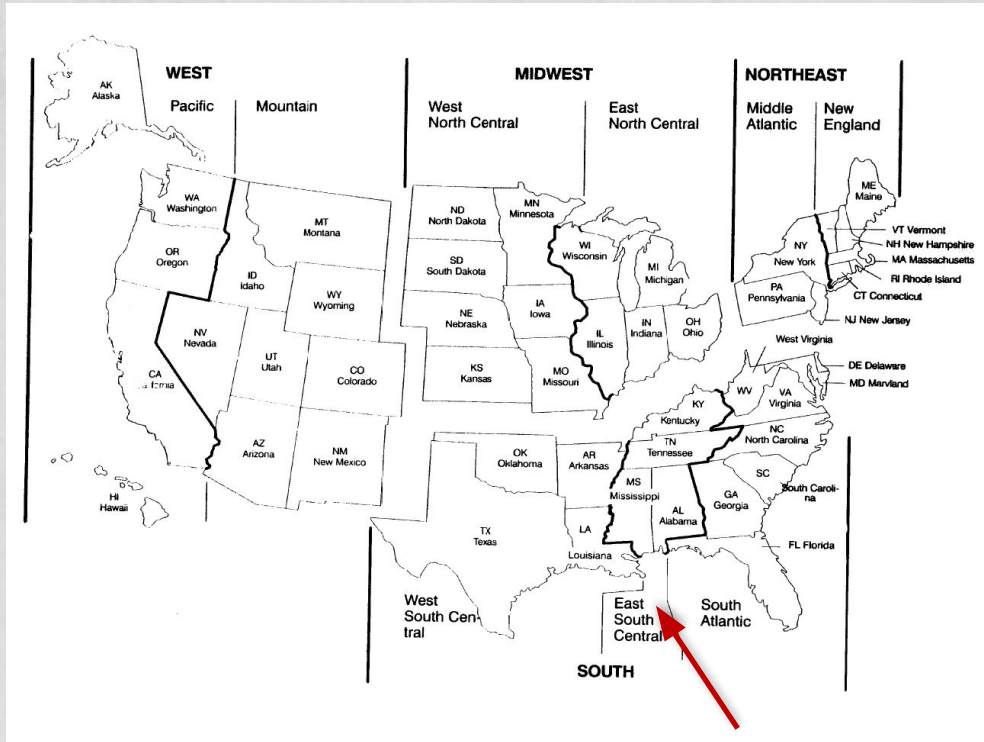 WEST
MIDWEST
NORTHEAST
Pacific
Mountain
West
North Central
East
North Central
Middle
Atlantic
New
England
AK
Alaska
WA
Washington
OR
Oregon
CA
HI
Hawaii
MT
Montana
ID
Idaho
WY
Wyoming
NV
Nevada
UT
Utah
CO
Colorado
AZ
Arizona
NM
New Mexico
ND
North Dakota
SD
South Dakota
NE
Nebraska
KS
Kansas
MN
Minnesota
IA
Iowa
MO
Missouri
WI
Wisconsin
MI
Michigan
IL
Illinois
IN
Indiana
OH
Ohio
ME
Maine
VT Vermont
NH New Hampshire
MA Massachusetts
RI Rhode Island
CT Connecticut
NY
New York
PA
Pennsylvania
NJ New Jersey
West Virginia
DE Delaware
MD Maryland
WV
VA
Virginia
KY
Kentucky
TN
Tennessee
NC
North Carolina
SC
South Caroli-
na
GA
Georgia
FL Florida
OK
Oklahoma
AR
Arkansas
TX
Texas
LA
Louisiana
MS
Mississippi
AL
Alabama
West
South Cen-
tral
East
South
Central
South
Atlantic
SOUTH